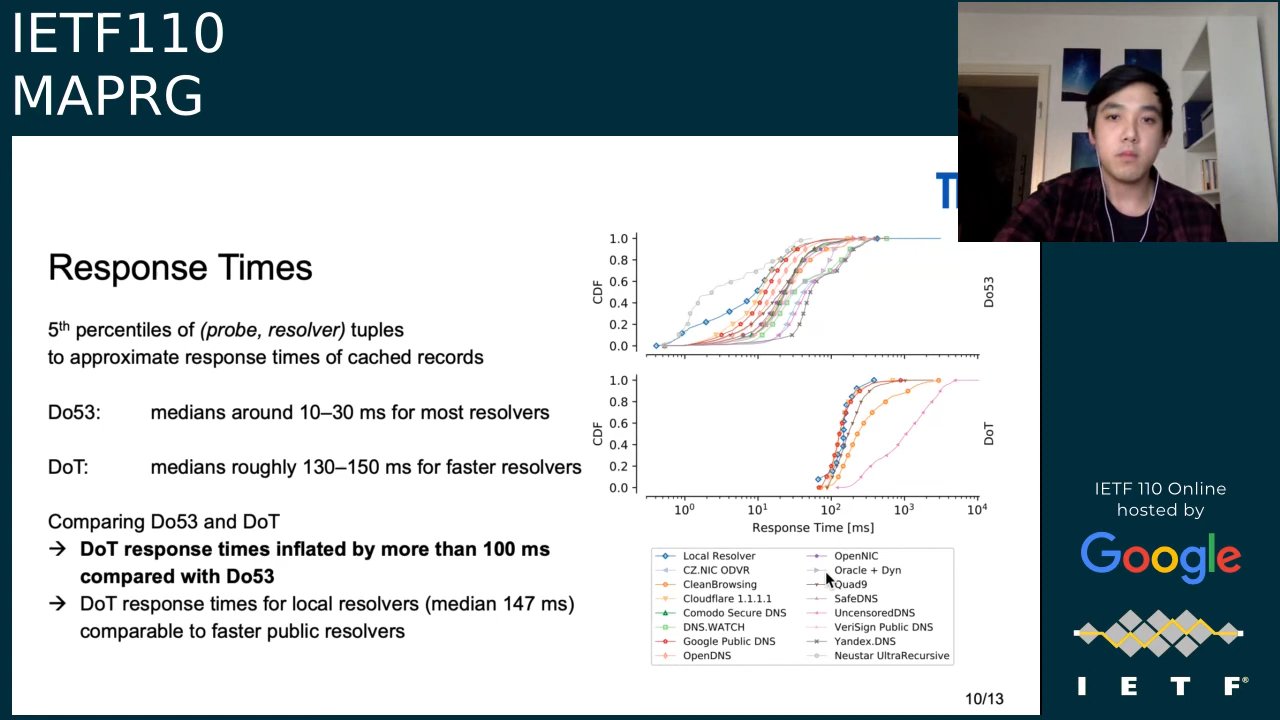 IETF110
MAPRG
Response Times
5th percentiles of (probe, resolver) tuples
to approximate response times of cached records
Do53: medians around 10–30 ms for most resolvers
DoT: medians roughly 130–150 ms for faster resolvers
Comparing Do53 and DoT
→ DoT response times inflated by more than 100 ms
compared with Do53
→ DoT response times for local resolvers (median 147 ms)
comparable to faster public resolvers
1.0
0.8
0.6
0.4
0.2
0.0
CDF
Do53
1.0
0.8
0.6
0.4
0.2
0.0
CDF
DoT
10⁰ 10¹ 10² 10³ 10⁴
Response Time [ms]
Local Resolver
CZ.NIC ODVR
CleanBrowsing
Cloudflare 1.1.1.1
Comodo Secure DNS
DNS.WATCH
Google Public DNS
OpenDNS
OpenNIC
Oracle + Dyn
Quad9
SafeDNS
UncensoredDNS
VeriSign Public DNS
Yandex.DNS
Neustar UltraRecursive
10/13
IETF 110 Online
hosted by
Google
I E T F®